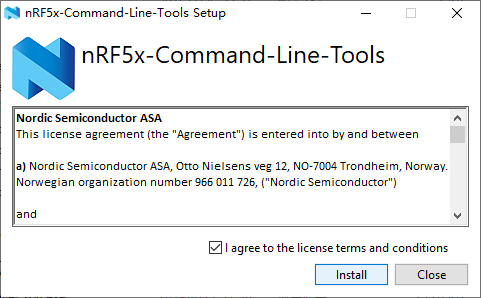 nRF5x-Command-Line-Tools Setup
nRF5x-Command-Line-Tools
Nordic Semiconductor ASA
This license agreement (the "Agreement") is entered into by and between
a) Nordic Semiconductor ASA, Otto Nielsens veg 12, NO-7004 Trondheim, Norway.
Norwegian organization number 966 011 726, ("Nordic Semiconductor")
and
I agree to the license terms and conditions
Install Close